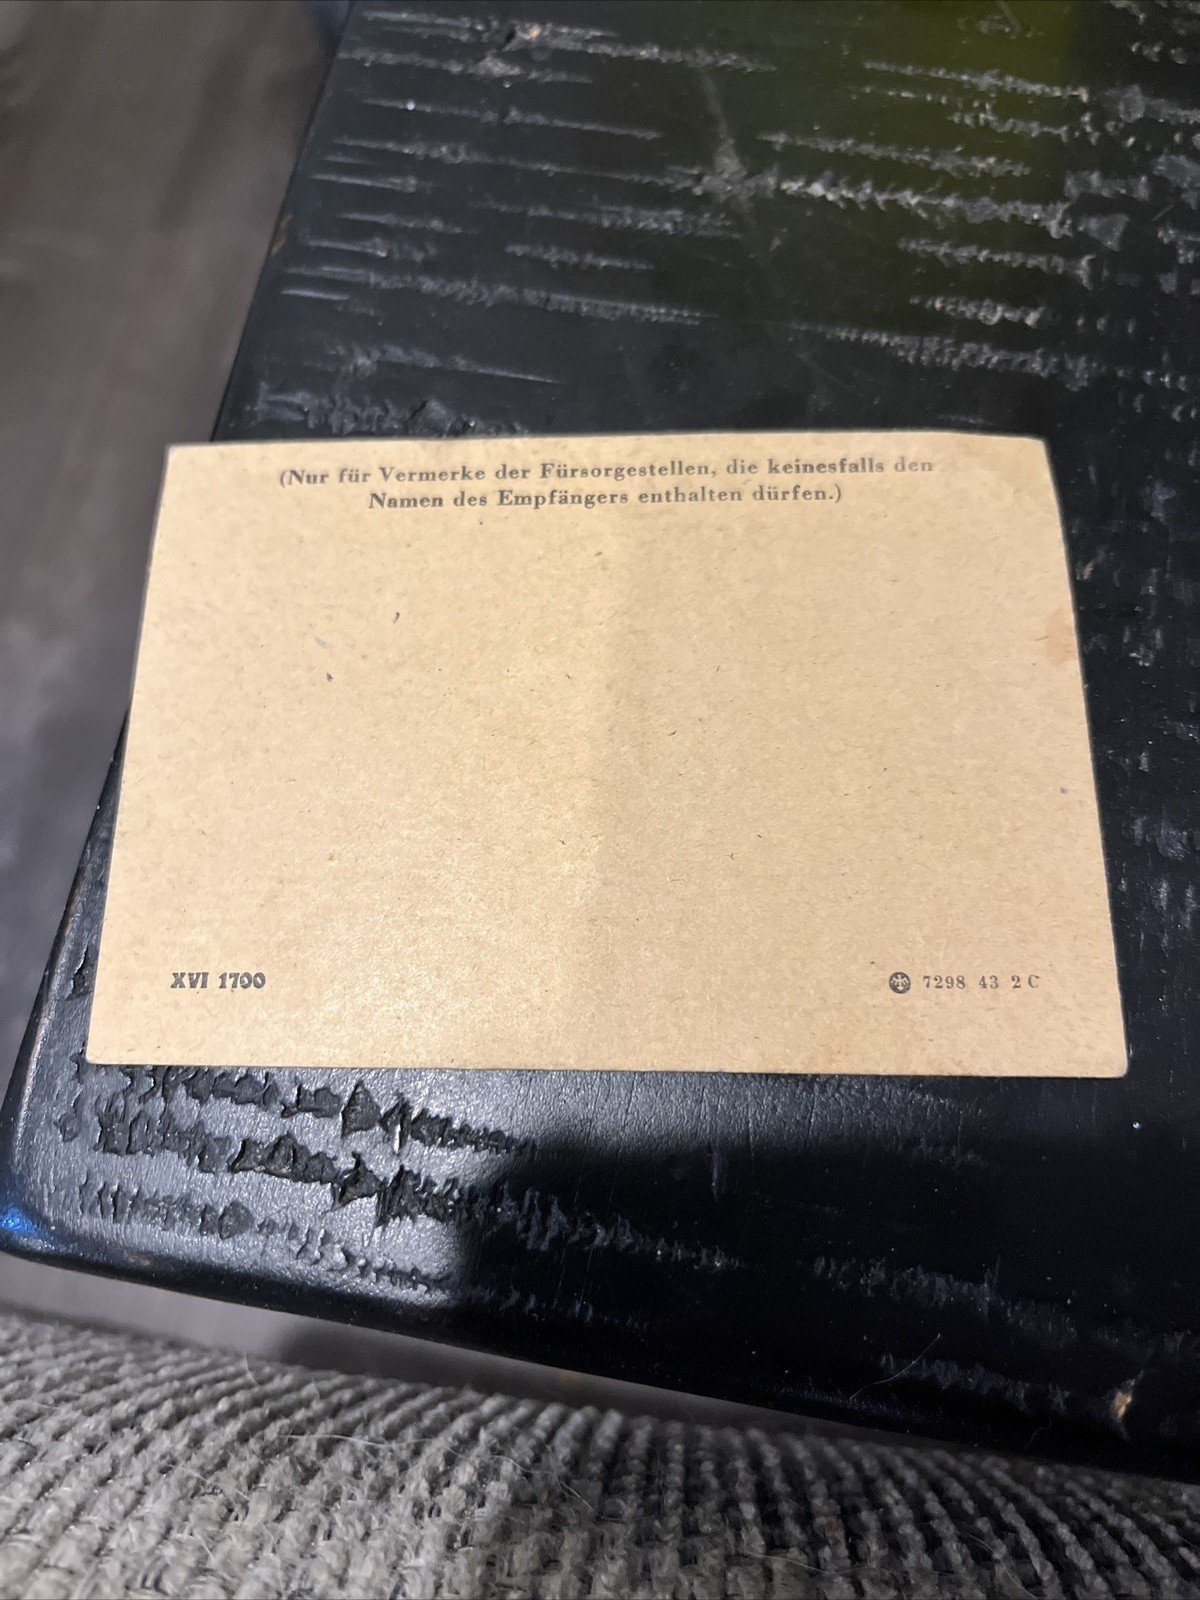 (Nur für Vermerke der Fürsorgestellen, die keinesfalls den
Namen des Empfängers enthalten dürfen.)
XVI 1700
7298 43 2 C